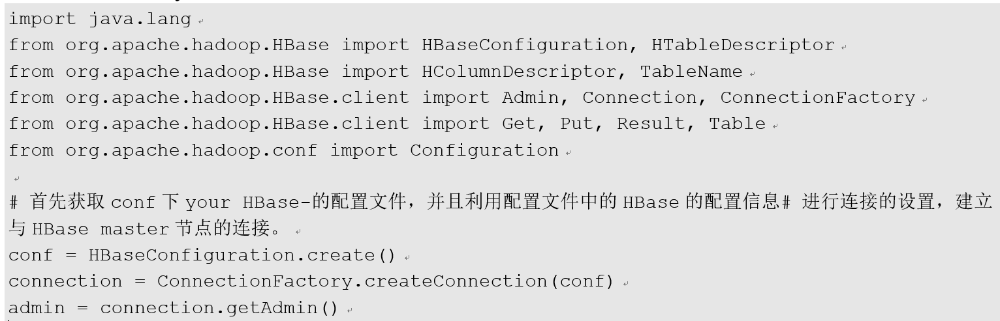 import java.lang
from org.apache.hadoop.HBase import HBaseConfiguration, HTableDescriptor
from org.apache.hadoop.HBase import HColumnDescriptor, TableName
from org.apache.hadoop.HBase.client import Admin, Connection, ConnectionFactory
from org.apache.hadoop.HBase.client import Get, Put, Result, Table
from org.apache.hadoop.conf import Configuration
# 首先获取 conf 下 your HBase-的配置文件，并且利用配置文件中的 HBase 的配置信息# 进行连接的设置，建立
与 HBase master 节点的连接。
conf = HBaseConfiguration.create()
connection = ConnectionFactory.createConnection(conf)
admin = connection.getAdmin()